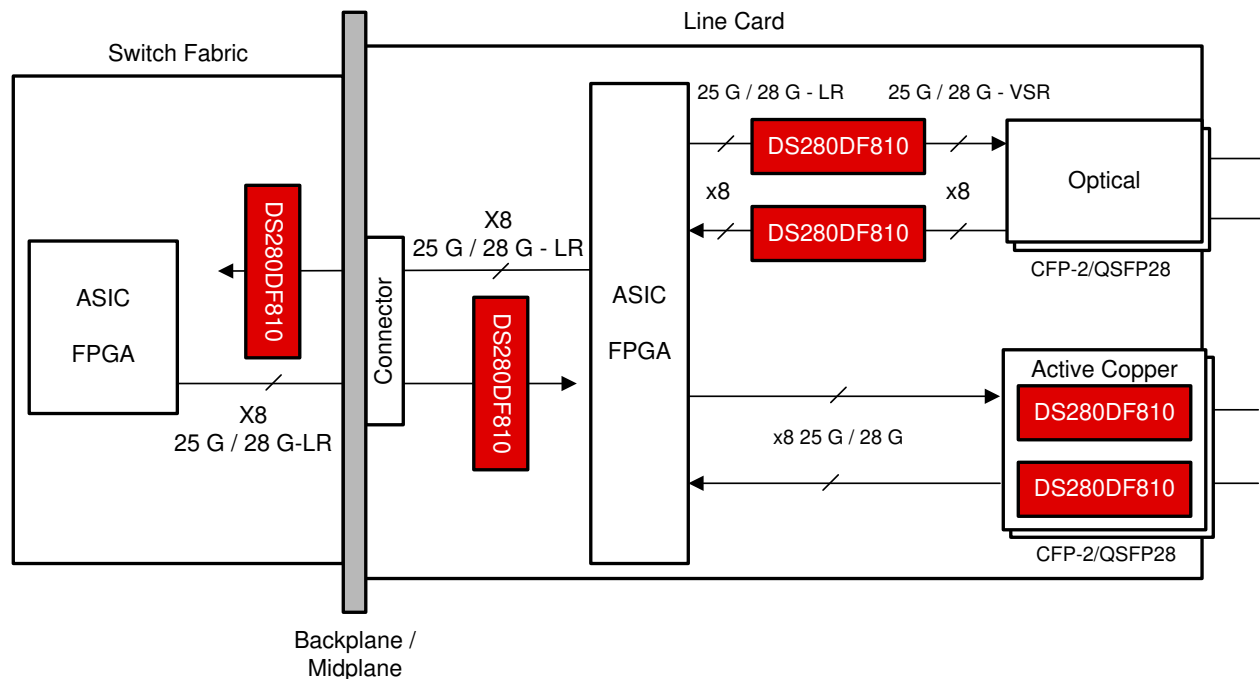 Line Card
Switch Fabric
25 G / 28 G - LR
25 G / 28 G - VSR
DS280DF810
Optical
x8
x8
DS280DF810
CFP-2/QSFP28
DS280DF810
X8
25 G / 28 G - LR
ASIC
FPGA
Connector
DS280DF810
ASIC
FPGA
X8
25 G / 28 G-LR
Active Copper
DS280DF810
x8 25 G / 28 G
DS280DF810
CFP-2/QSFP28
Backplane /
Midplane